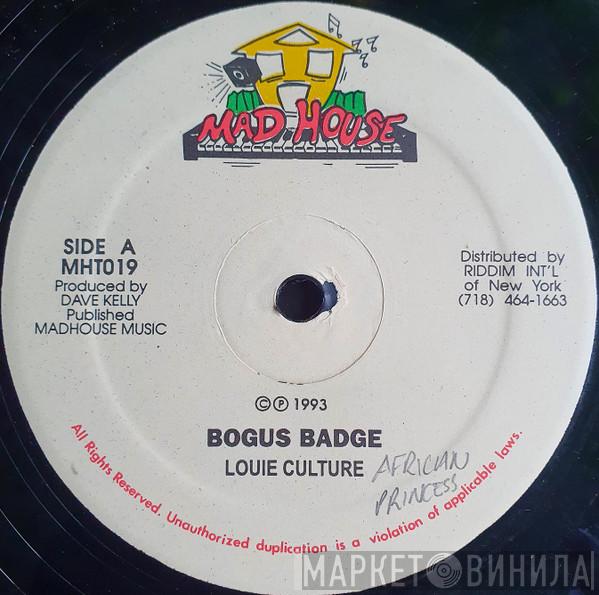 MAD HOUSE
SIDE A
MHT019
Produced by
DAVE KELLY
Published
MADHOUSE MUSIC
Distributed by
RIDDIM INT'L
of New York
(718) 464-1663
©℗ 1993
BOGUS BADGE
LOUIE CULTURE
AFRICAN
PRINCESS
All Rights Reserved. Unauthorized duplication is a violation of applicable laws.
МАРКЕТ ВИНИЛА